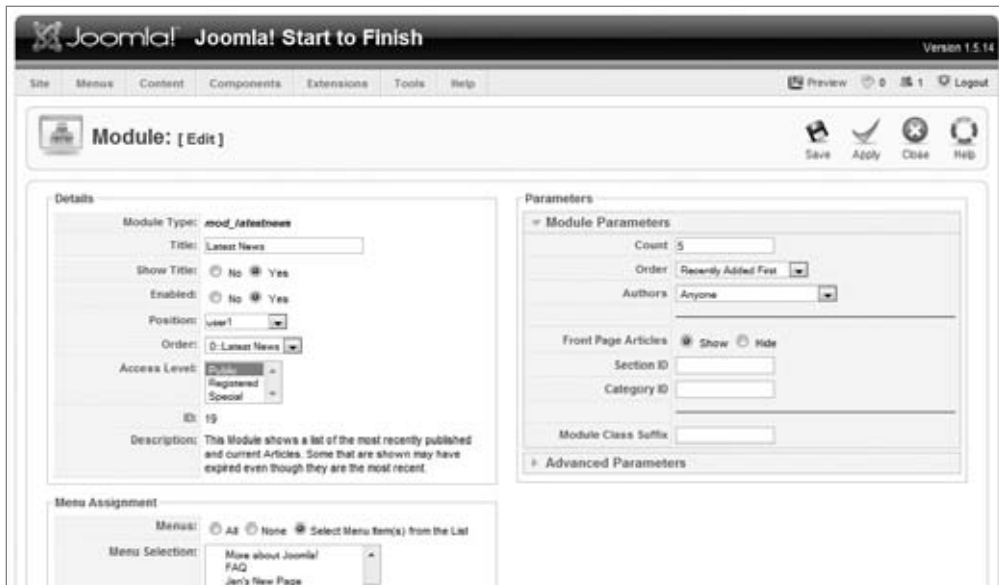 Joomla! Joomla! Start to Finish
Version 1.5.14
Site Menus Content Components Extensions Tools Help Preview 0 1 Logout
Module: [ Edit ]
Save Apply Close Help
Details
Module Type: mod_latestnews
Title: Latest News
Show Title: No Yes
Enabled: No Yes
Position: user1
Order: 0::Latest News
Access Level: Public
Registered
Special
ID: 19
Description: This Module shows a list of the most recently published
and current Articles. Some that are shown may have
expired even though they are the most recent.
Menu Assignment
Menus: All None Select Menu Item(s) from the List
Menu Selection: More about Joomla!
FAQ
Jen's New Page
Parameters
Module Parameters
Count 5
Order Recently Added First
Authors Anyone
Front Page Articles Show Hide
Section ID
Category ID
Module Class Suffix
Advanced Parameters